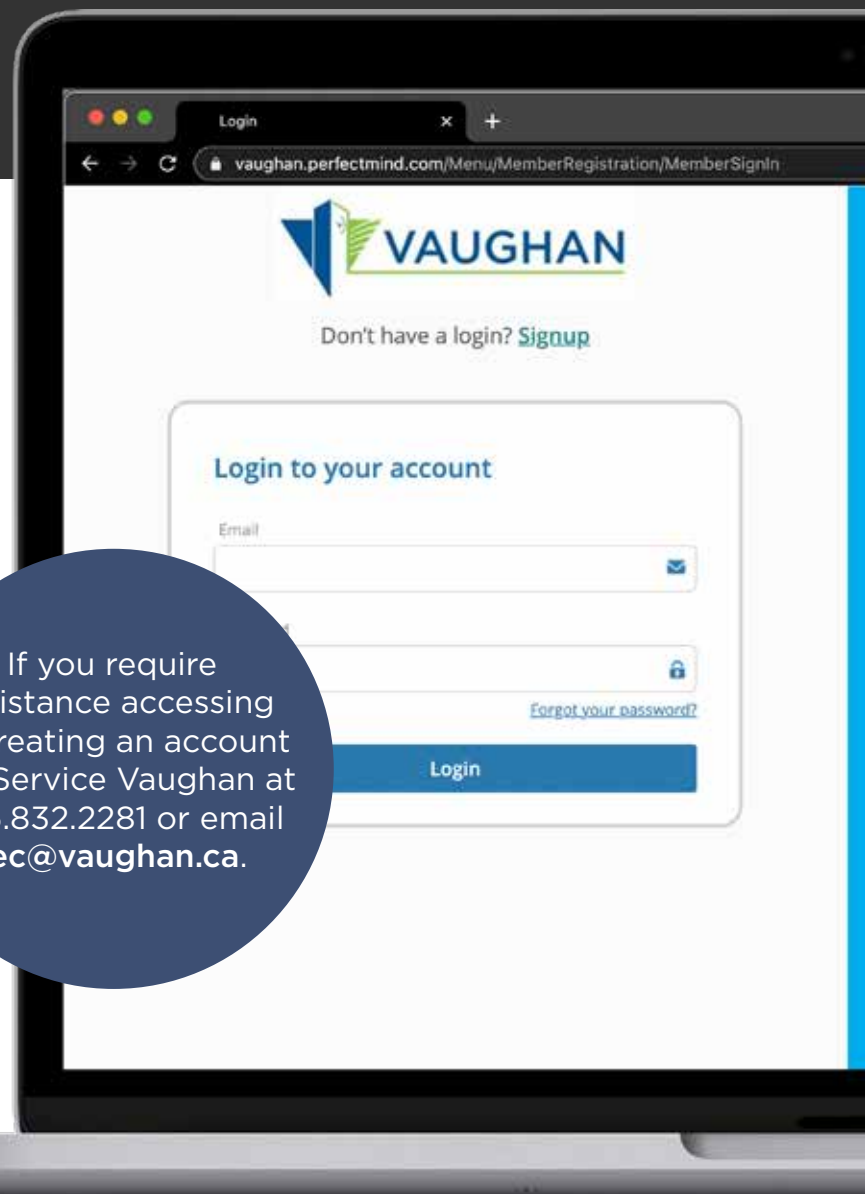 Login
vaughan.perfectmind.com/Menu/MemberRegistration/MemberSignIn
VAUGHAN
Don't have a login? Signup
Login to your account
Email
Forgot your password?
Login
If you require
istance accessing
reating an account
Service Vaughan at
.832.2281 or email
ec@vaughan.ca.